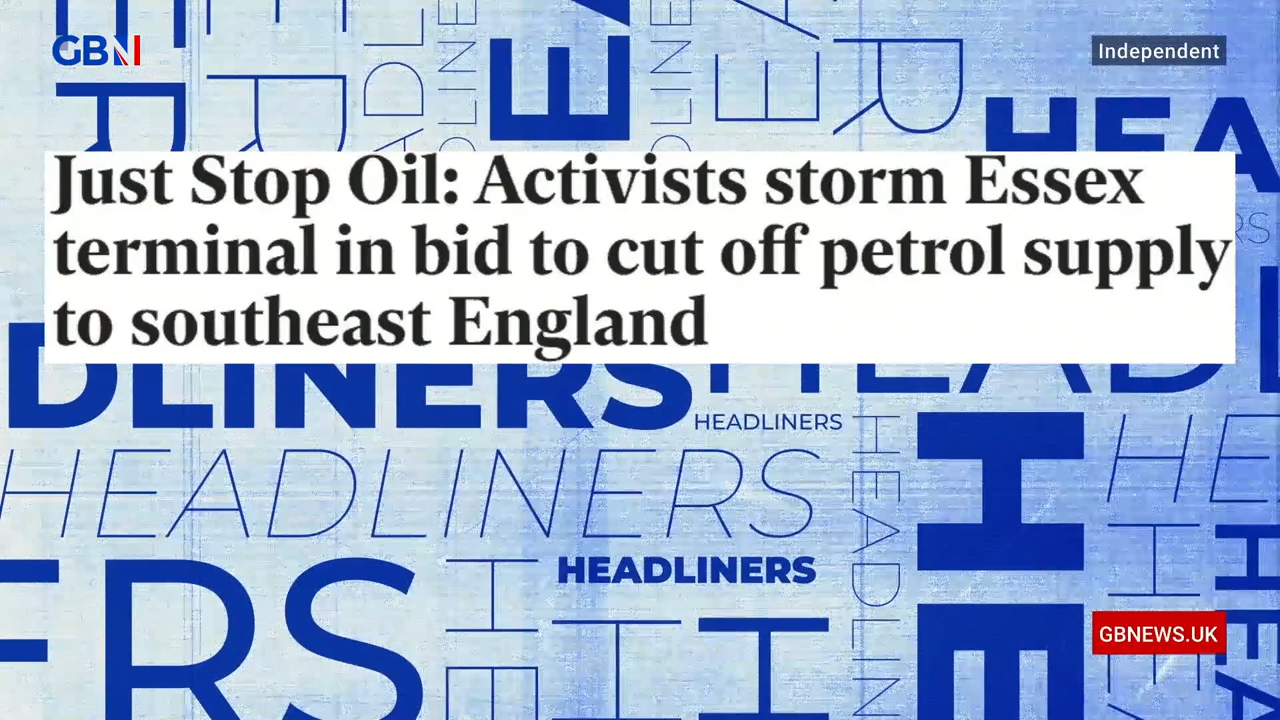 GBN
Independent
Just Stop Oil: Activists storm Essex
terminal in bid to cut off petrol supply
to southeast England
DLINERS
HEADLINERS
HEADLINERS
HEADLINERS
GBNEWS.UK